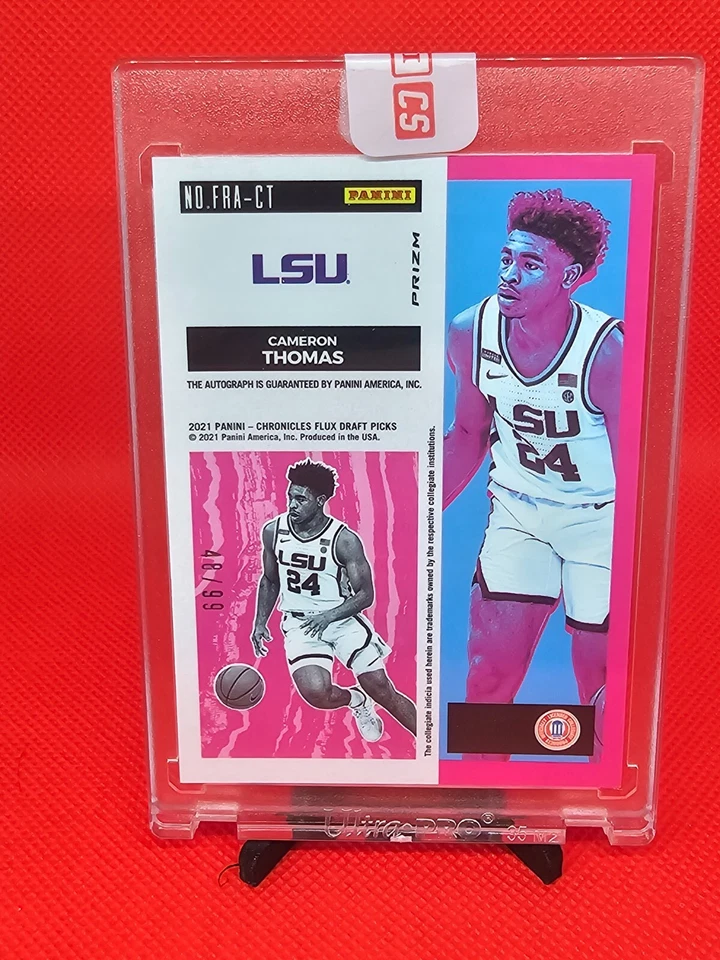 NO.FRA-CT
PANINI
LSU
PRIZM
CAMERON
THOMAS
THE AUTOGRAPH IS GUARANTEED BY PANINI AMERICA, INC.
2021 PANINI – CHRONICLES FLUX DRAFT PICKS
© 2021 Panini America, Inc. Produced in the USA.
48/99
LSU
24
The collegiate indicia used herein are trademarks owned by the respective collegiate institutions.
LSU
24
Ultra-PRO®